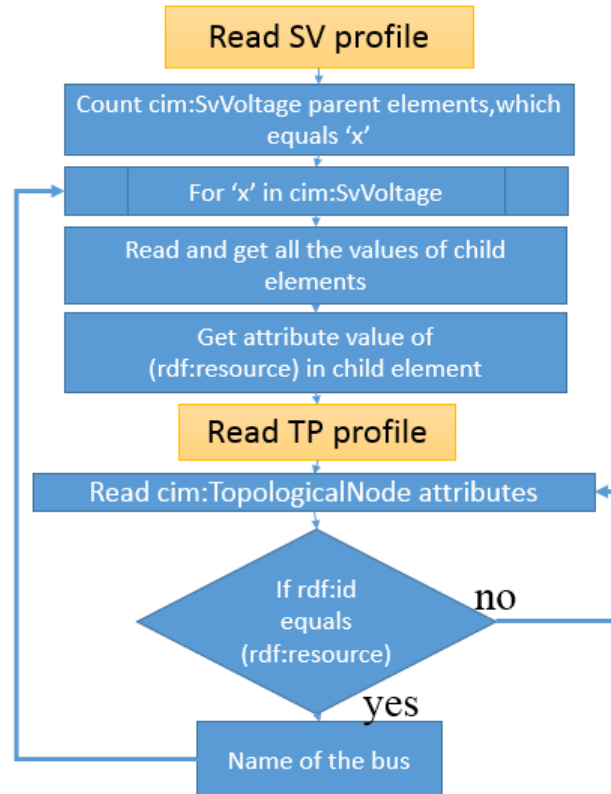 Read SV profile
Count cim:SvVoltage parent elements,which
equals ‘x’
For ‘x’ in cim:SvVoltage
Read and get all the values of child
elements
Get attribute value of
(rdf:resource) in child element
Read TP profile
Read cim:TopologicalNode attributes
If rdf:id
equals
(rdf:resource)
no
yes
Name of the bus